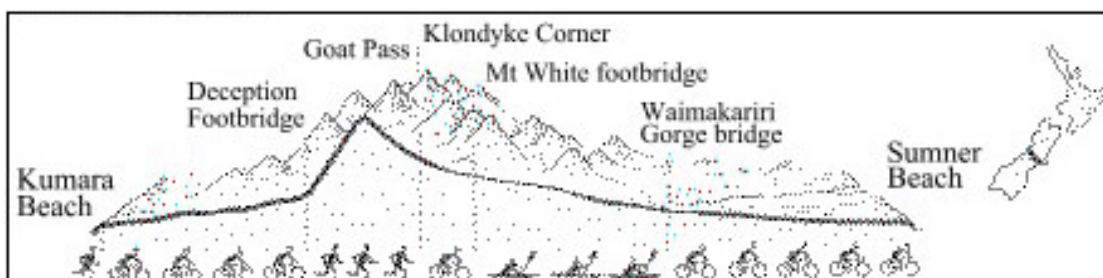 Klondyke Corner
Goat Pass
Mt White footbridge
Deception
Footbridge
Waimakariri
Gorge bridge
Sumner
Beach
Kumara
Beach